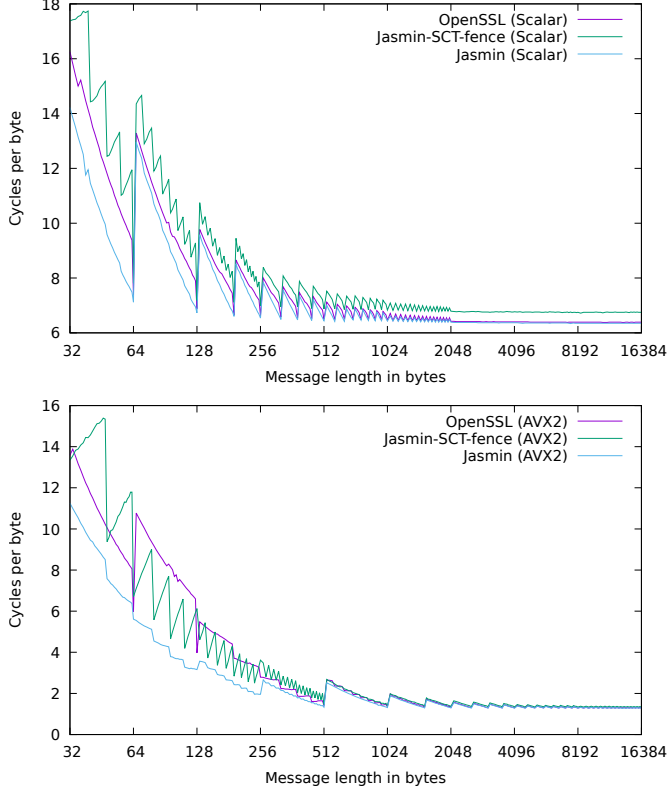 18
16
14
12
10
8
6
Cycles per byte
OpenSSL (Scalar)
Jasmin-SCT-fence (Scalar)
Jasmin (Scalar)
32 64 128 256 512 1024 2048 4096 8192 16384
Message length in bytes
16
14
12
10
8
6
4
2
0
Cycles per byte
OpenSSL (AVX2)
Jasmin-SCT-fence (AVX2)
Jasmin (AVX2)
32 64 128 256 512 1024 2048 4096 8192 16384
Message length in bytes